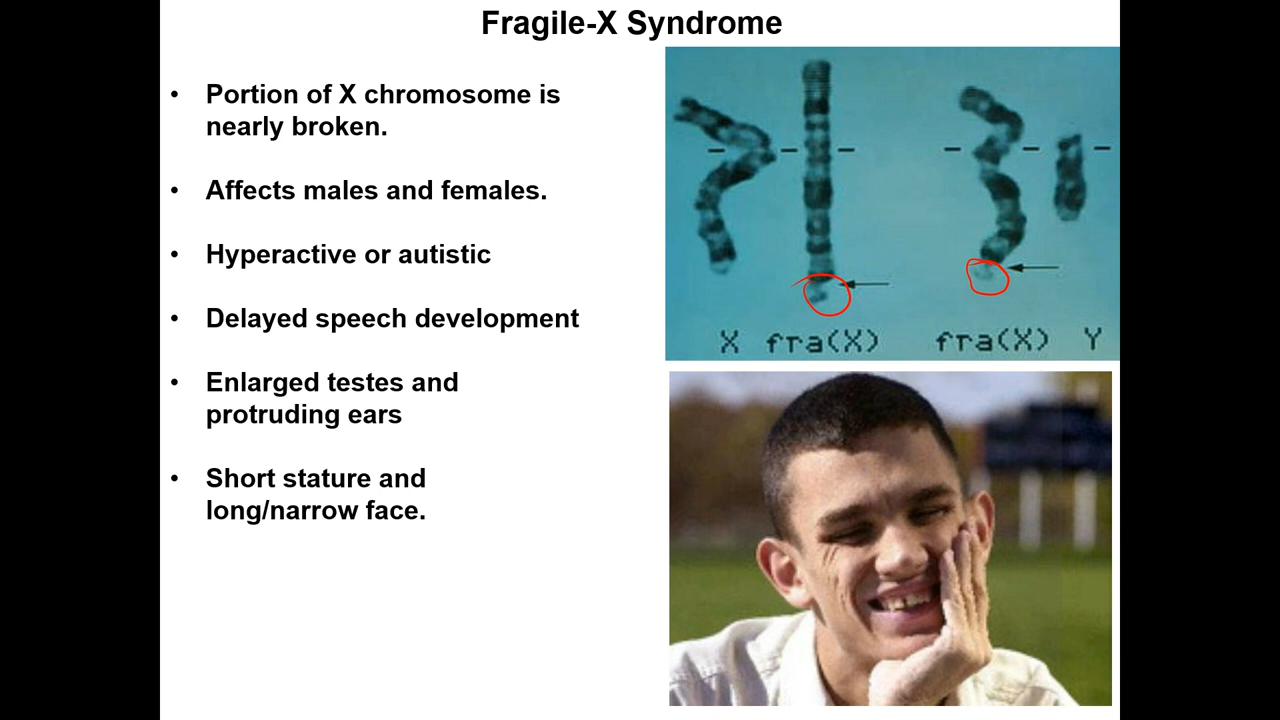 Fragile-X Syndrome
• Portion of X chromosome is
nearly broken.
• Affects males and females.
• Hyperactive or autistic
• Delayed speech development
• Enlarged testes and
protruding ears
• Short stature and
long/narrow face.
X fra(X) fra(X) Y